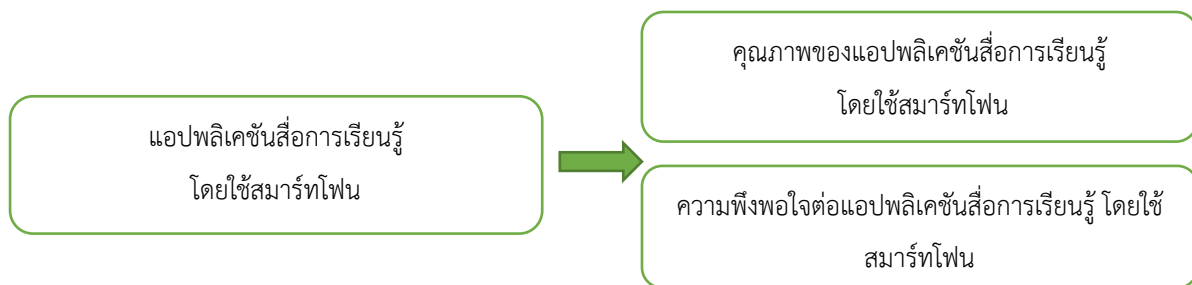 แอปพลิเคชันสื่อการเรียนรู้
โดยใช้สมาร์ทโฟน
คุณภาพของแอปพลิเคชันสื่อการเรียนรู้
โดยใช้สมาร์ทโฟน
ความพึงพอใจต่อแอปพลิเคชันสื่อการเรียนรู้ โดยใช้
สมาร์ทโฟน